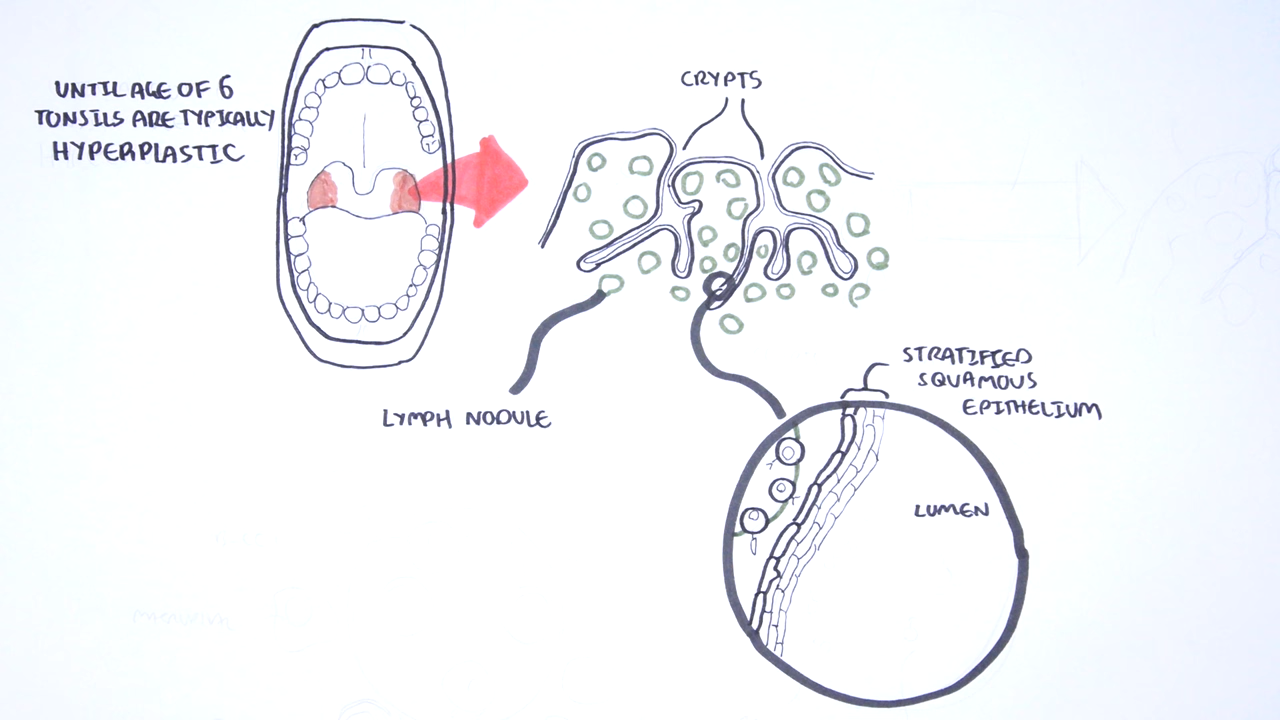 UNTIL AGE OF 6
TONSILS ARE TYPICALLY
HYPERPLASTIC
CRYPTS
LYMPH NODULE
STRATIFIED
SQUAMOUS
EPITHELIUM
LUMEN